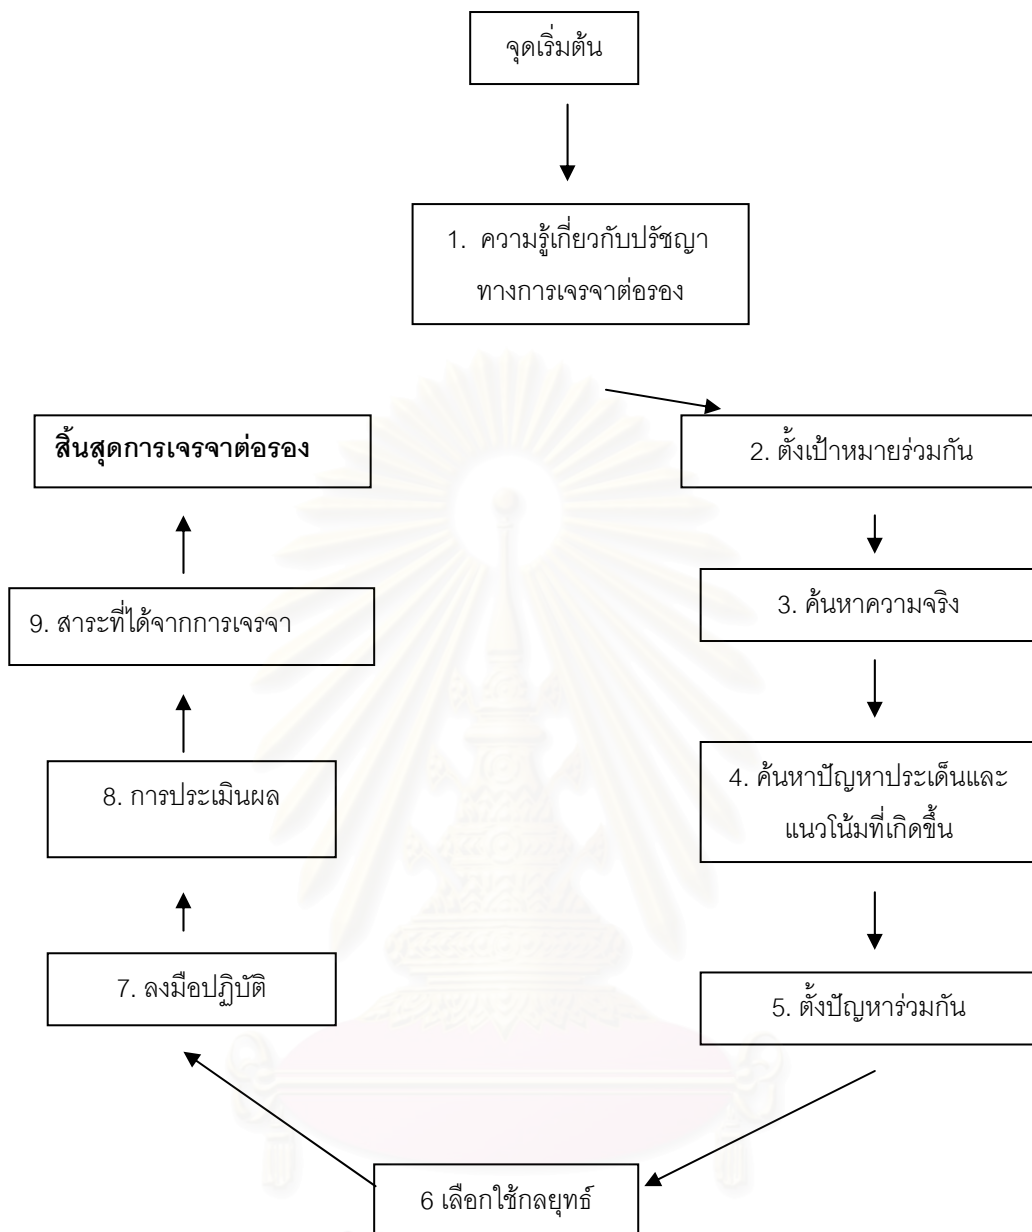 จุดเริ่มต้น
1. ความรู้เกี่ยวกับปรัชญา
ทางการเจรจาต่อรอง
สิ้นสุดการเจรจาต่อรอง
2. ตั้งเป้าหมายร่วมกัน
3. ค้นหาความจริง
9. สาระที่ได้จากการเจรจา
4. ค้นหาปัญหาประเด็นและ
แนวโน้มที่เกิดขึ้น
8. การประเมินผล
7. ลงมือปฏิบัติ
5. ตั้งปัญหาร่วมกัน
6 เลือกใช้กลยุทธ์